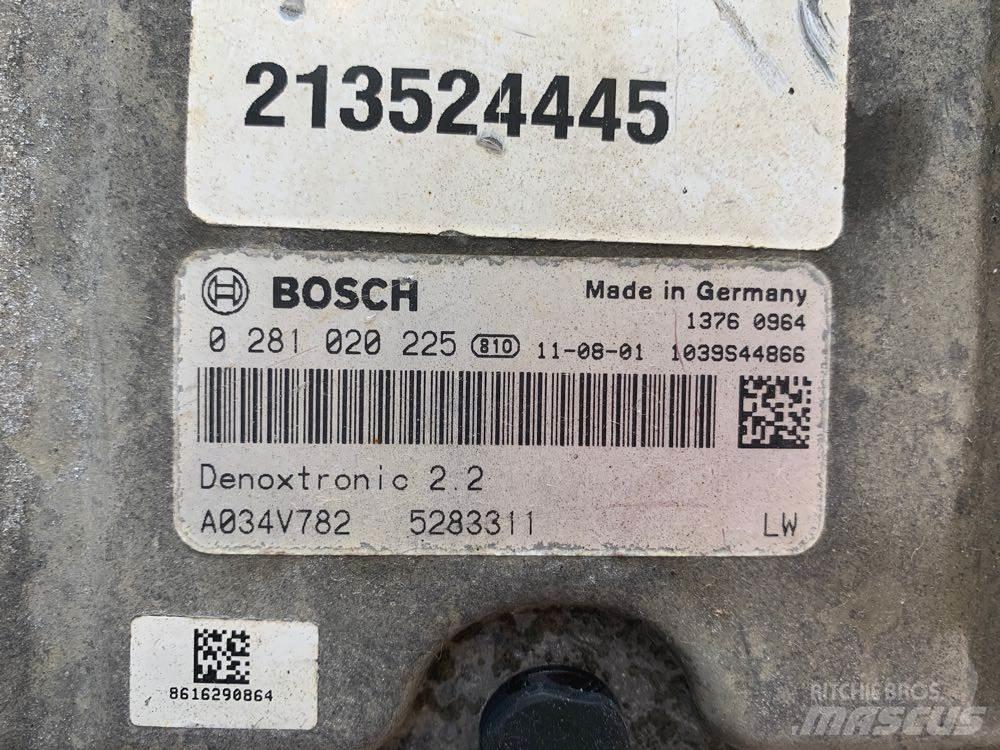 213524445
BOSCH Made in Germany
1376 0964
0 281 020 225 810 11-08-01 1039S44866
Denoxtronic 2.2
A034V782 5283311 LW
8616290864
RITCHIE BROS.
MASCUS